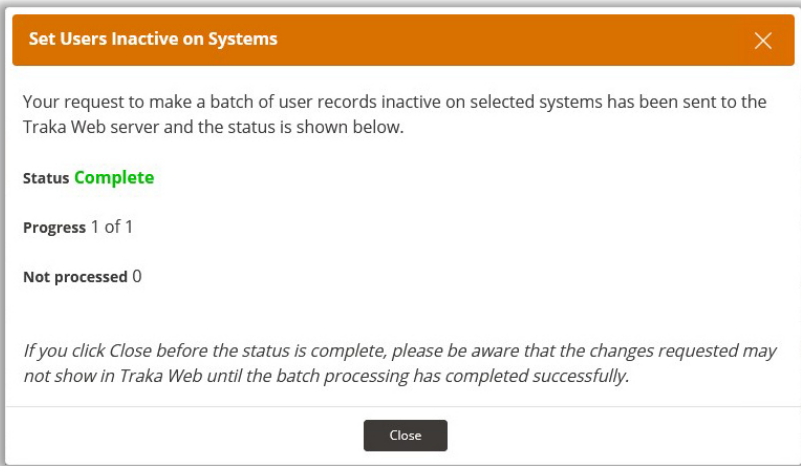 Set Users Inactive on Systems
Your request to make a batch of user records inactive on selected systems has been sent to the
Traka Web server and the status is shown below.
Status Complete
Progress 1 of 1
Not processed 0
If you click Close before the status is complete, please be aware that the changes requested may
not show in Traka Web until the batch processing has completed successfully.
Close